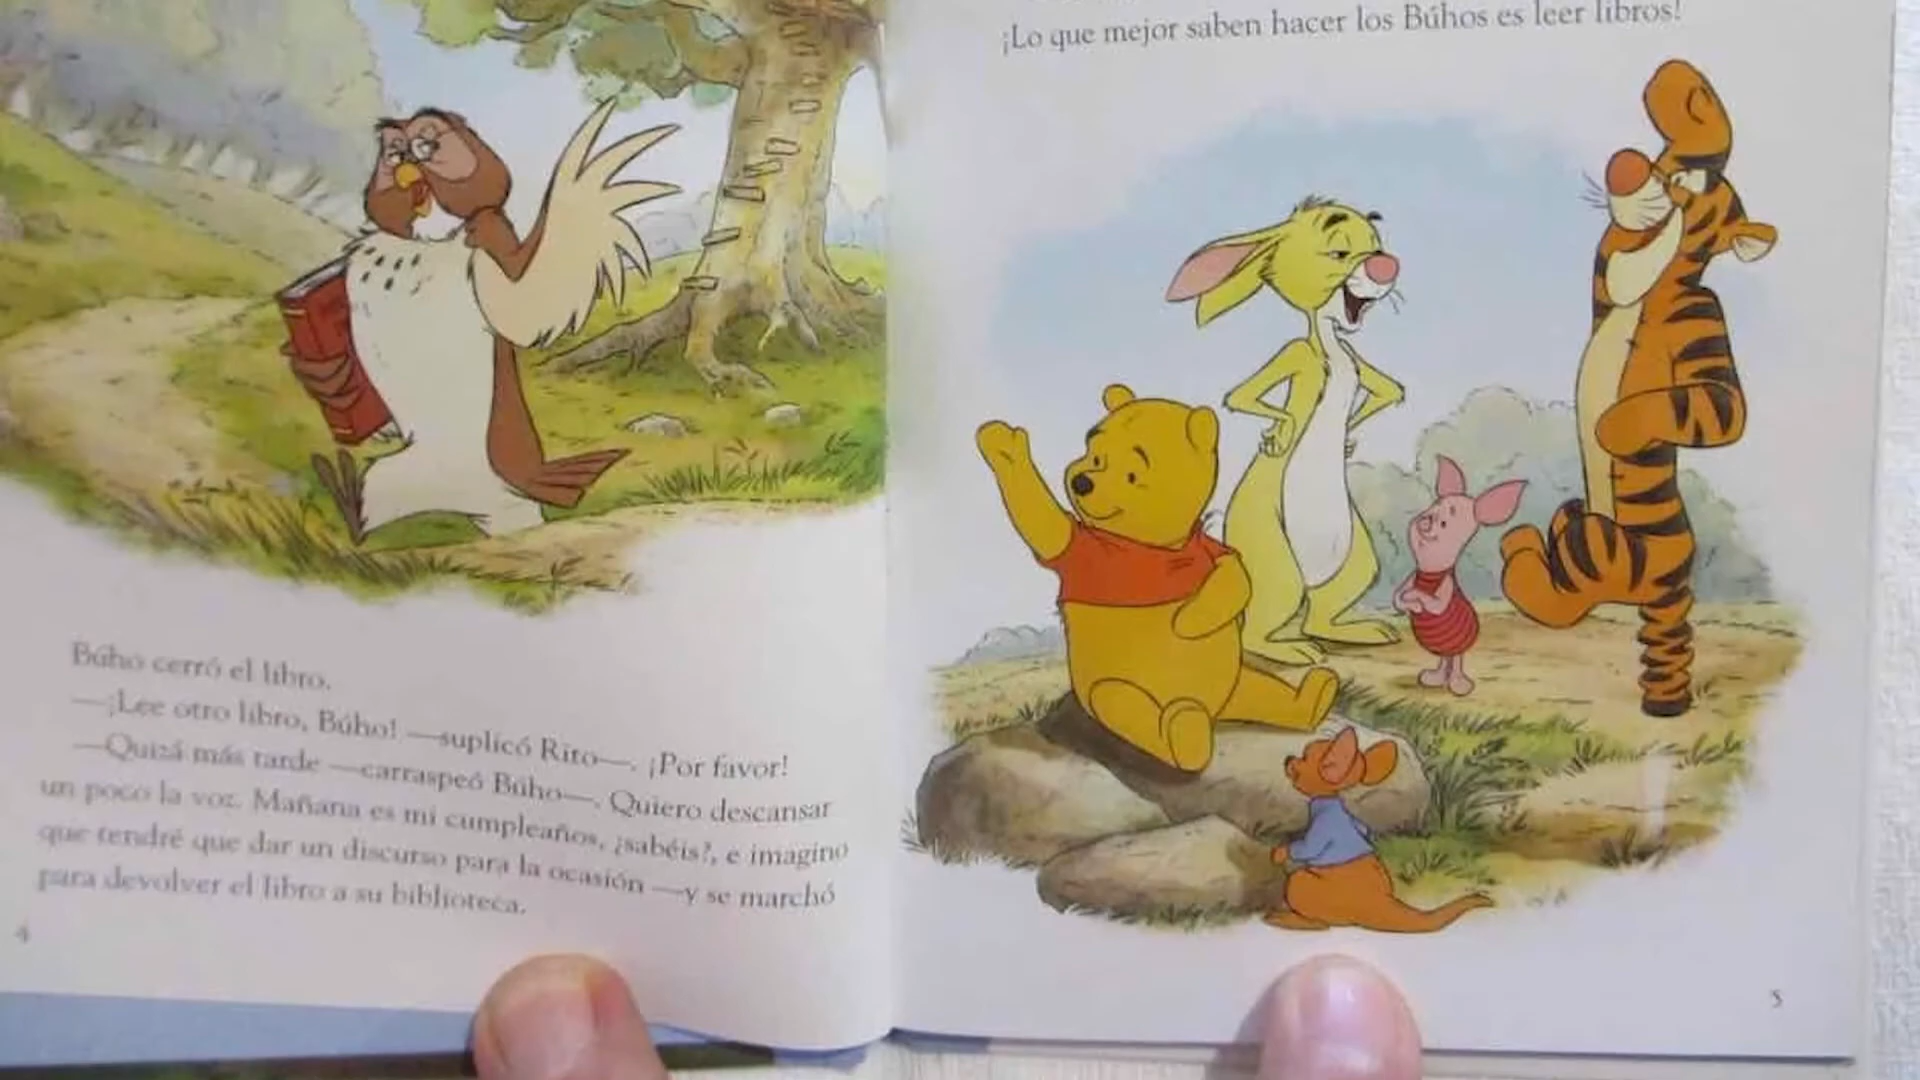 Búho cerró el libro.
—¡Lee otro libro, Búho! —suplicó Rito—. ¡Por favor!
—Quizá más tarde —carraspeó Búho—. Quiero descansar
un poco la voz. Mañana es mi cumpleaños, ¿sabéis?, e imagino
que tendré que dar un discurso para la ocasión —y se marchó
para devolver el libro a su biblioteca.
4
¡Lo que mejor saben hacer los Búhos es leer libros!
5